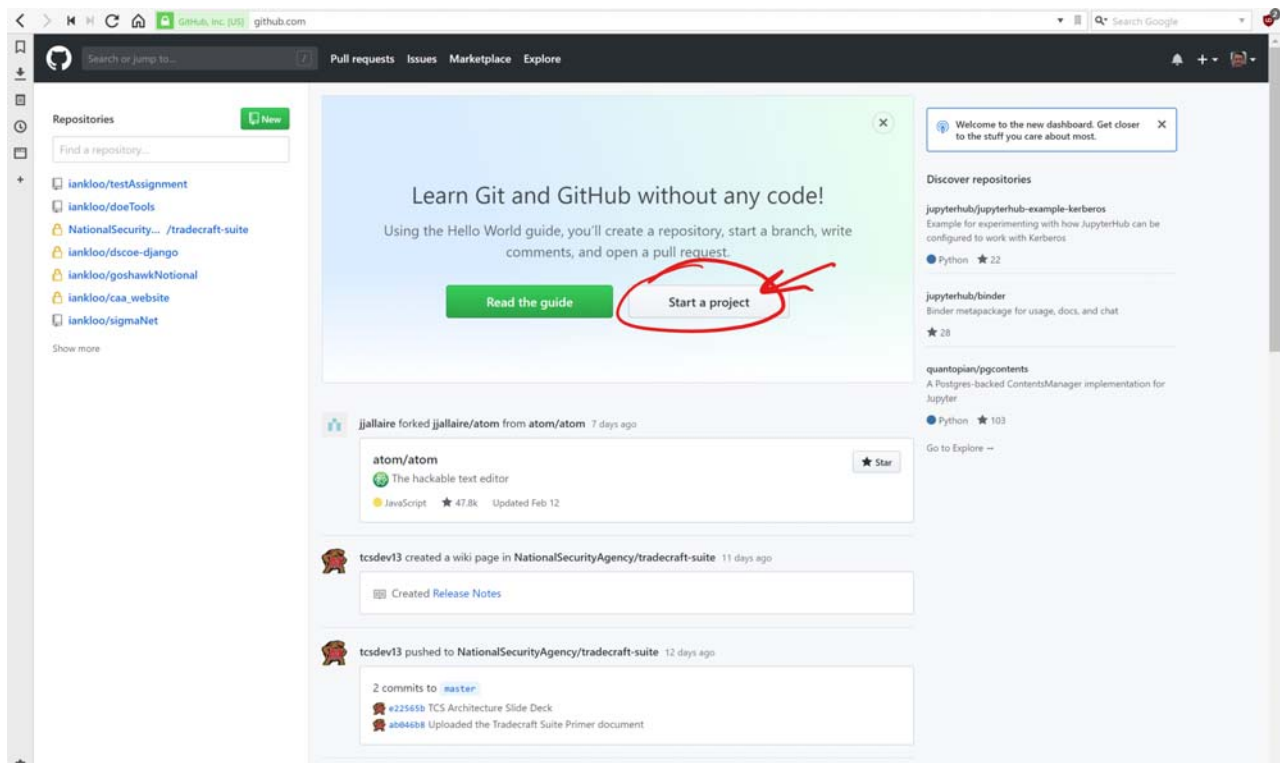 GitHub, Inc. [US] github.com
Search Google
2
Search or jump to...
/
Pull requests Issues Marketplace Explore
Repositories
New
Find a repository...
iankloo/testAssignment
iankloo/doeTools
NationalSecurity... /tradecraft-suite
iankloo/dscoe-django
iankloo/goshawkNotional
iankloo/caa_website
iankloo/sigmaNet
Show more
Learn Git and GitHub without any code!
Using the Hello World guide, you'll create a repository, start a branch, write
comments, and open a pull request.
Read the guide
Start a project
jjallaire forked jjallaire/atom from atom/atom 7 days ago
atom/atom
Star
The hackable text editor
JavaScript 47.8k Updated Feb 12
tcsdev13 created a wiki page in NationalSecurityAgency/tradecraft-suite 11 days ago
Created Release Notes
tcsdev13 pushed to NationalSecurityAgency/tradecraft-suite 12 days ago
2 commits to master
e22565b TCS Architecture Slide Deck
ab046b8 Uploaded the Tradecraft Suite Primer document
Welcome to the new dashboard. Get closer
to the stuff you care about most.
Discover repositories
jupyterhub/jupyterhub-example-kerberos
Example for experimenting with how JupyterHub can be
configured to work with Kerberos
Python 22
jupyterhub/binder
Binder metapackage for usage, docs, and chat
28
quantopian/pgcontents
A Postgres-backed ContentsManager implementation for
Jupyter
Python 103
Go to Explore →